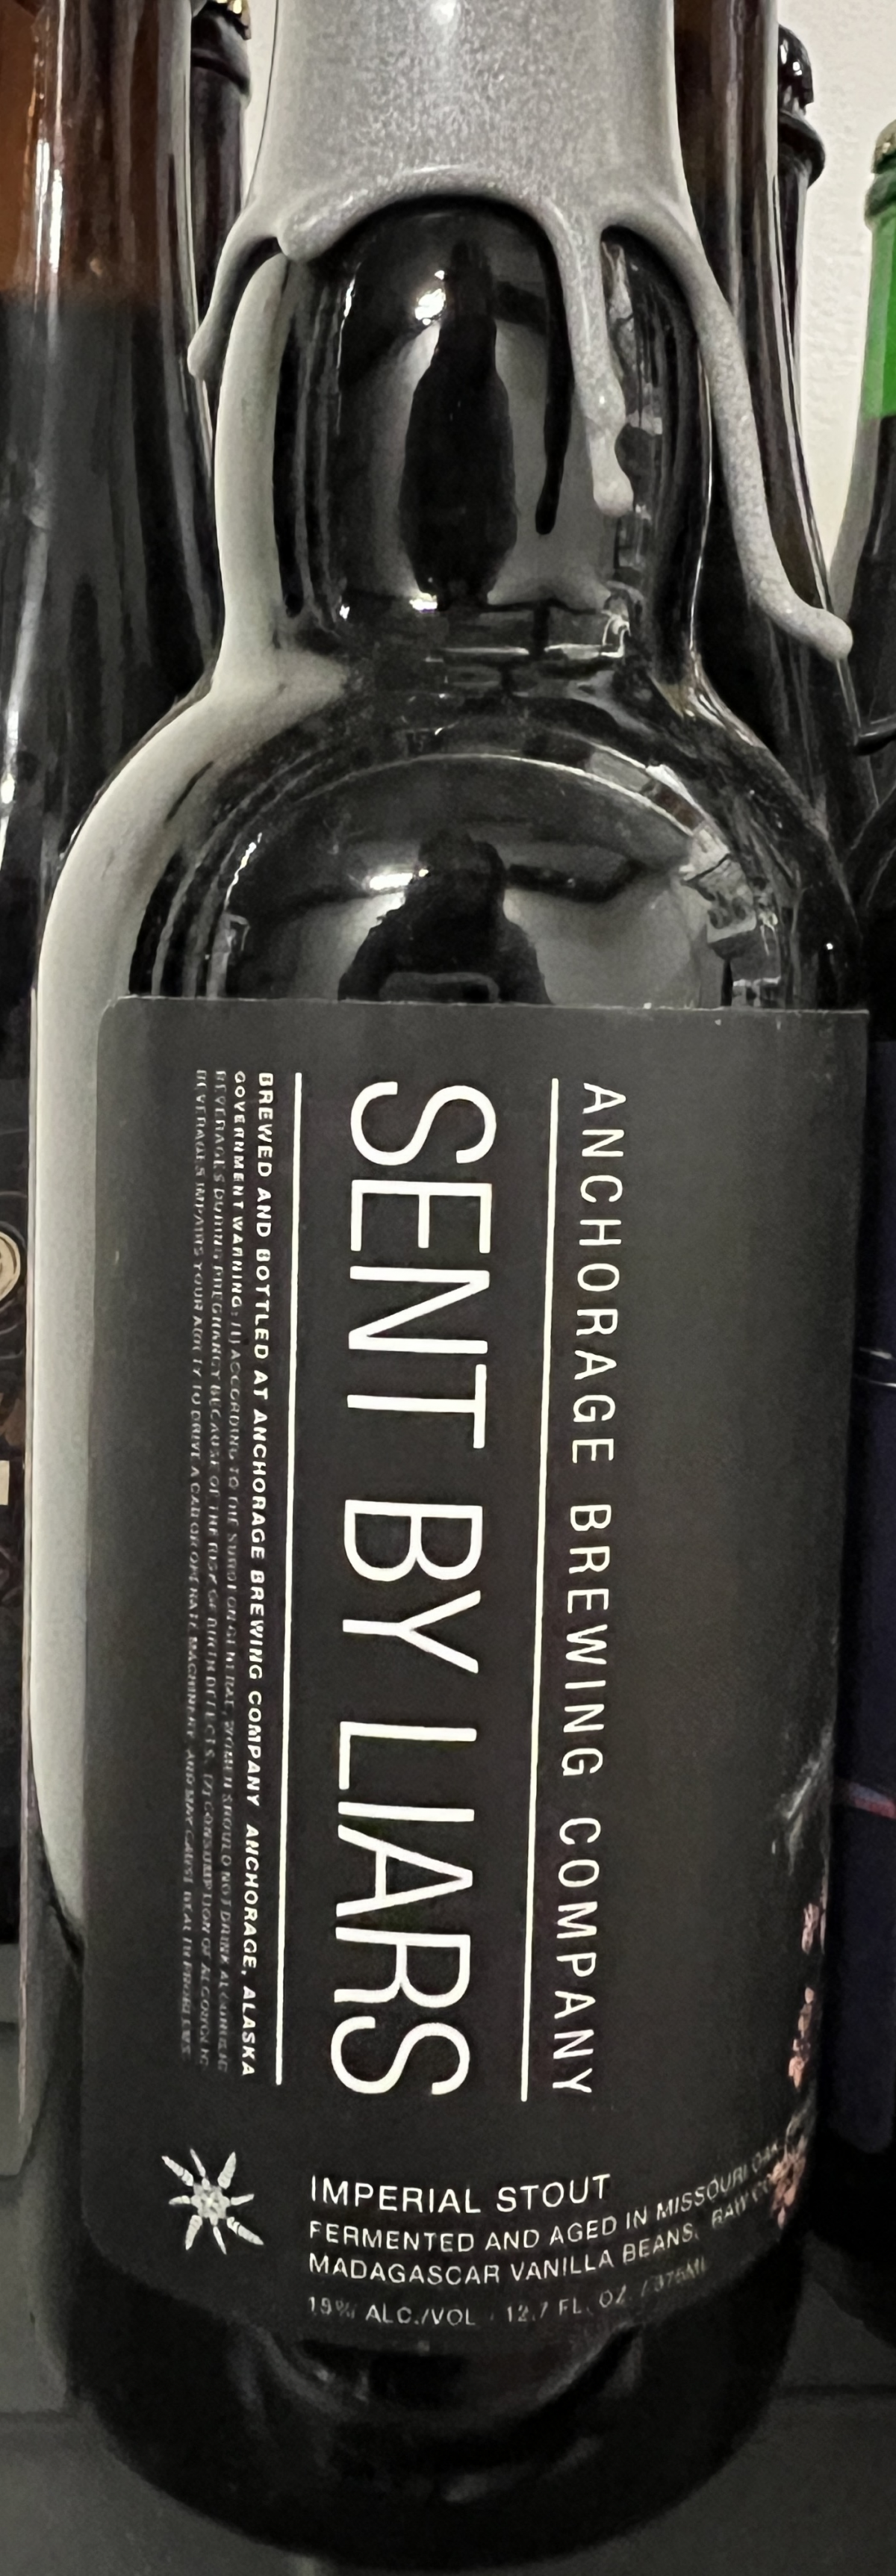 ANCHORAGE BREWING COMPANY
SENT BY LIARS
BREWED AND BOTTLED AT ANCHORAGE BREWING COMPANY ANCHORAGE, ALASKA
GOVERNMENT WARNING: (1) ACCORDING TO THE SURGEON GENERAL, WOMEN SHOULD NOT DRINK ALCOHOLIC
BEVERAGES DURING PREGNANCY BECAUSE OF THE RISK OF BIRTH DEFECTS. (2) CONSUMPTION OF ALCOHOLIC
BEVERAGES IMPAIRS YOUR ABILITY TO DRIVE A CAR OR OPERATE MACHINERY, AND MAY CAUSE HEALTH PROBLEMS.
IMPERIAL STOUT
FERMENTED AND AGED IN MISSOURI OAK
MADAGASCAR VANILLA BEANS, RAW
19% ALC./VOL · 12.7 FL. OZ. / 375ML